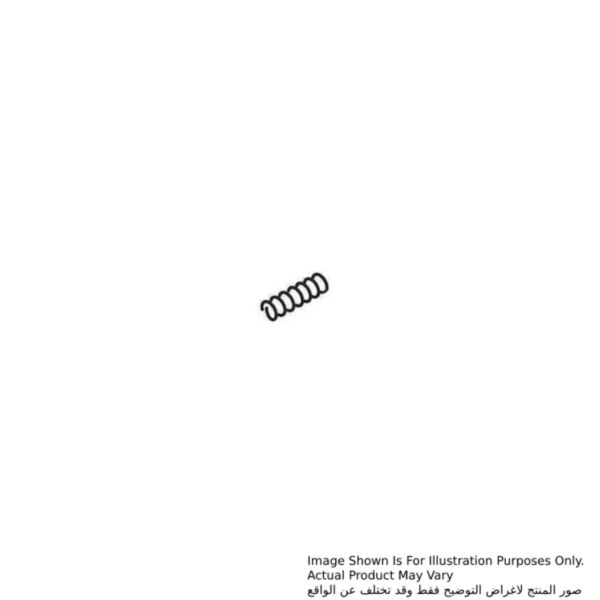 Image Shown Is For Illustration Purposes Only.
Actual Product May Vary
صور المنتج لاغراض التوضيح فقط وقد تختلف عن الواقع